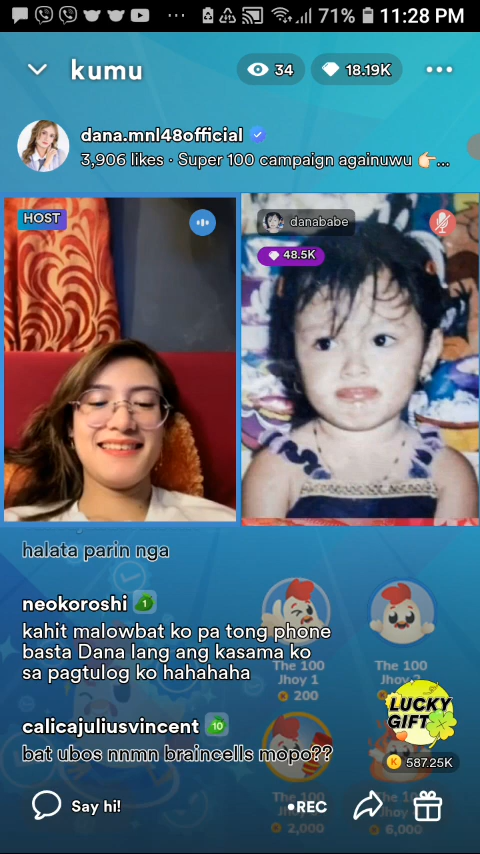 71% 11:28 PM
kumu 34 18.19K
dana.mnl48official
3,906 likes · Super 100 campaign againuwu 👉🏻...
HOST
danababe
48.5K
halata parin nga
neokoroshi 1
kahit malowbat ko pa tong phone
basta Dana lang ang kasama ko
sa pagtulog ko hahahaha
calicajuliusvincent 10
bat ubos nnmn braincells mopo??
The 100
Jhoy 1
200
The 100
Jhoy 2
LUCKY
GIFT
K 587.25K
The 100
2,000
6,000
Say hi!
REC